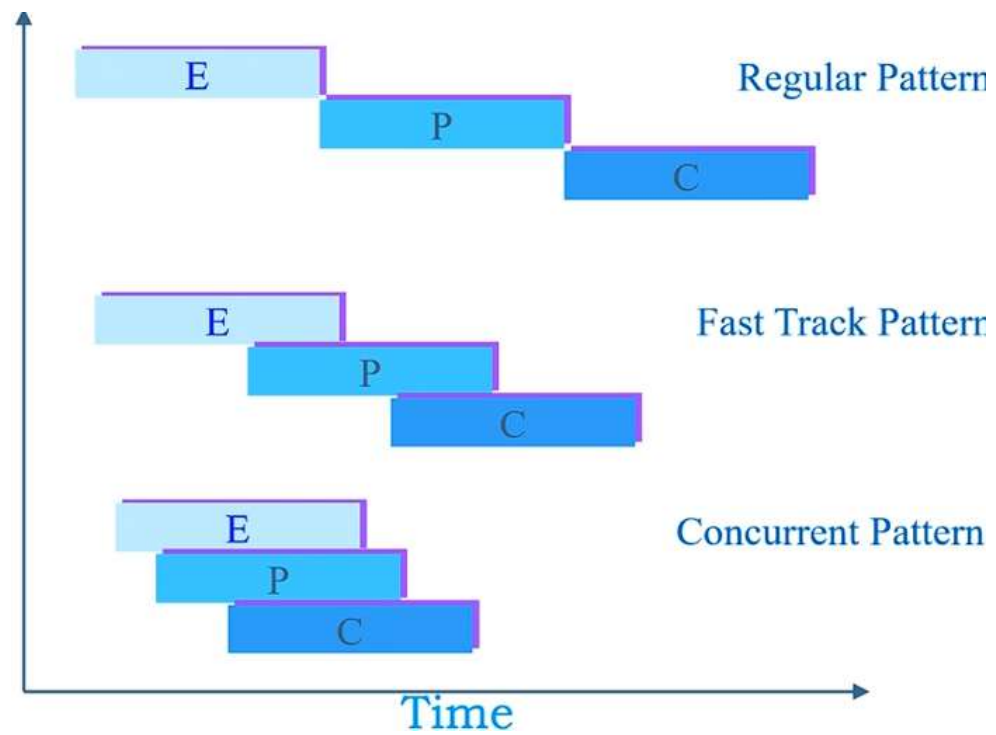 E
Regular Pattern
P
C
E
Fast Track Pattern
P
C
E
Concurrent Pattern
P
C
Time